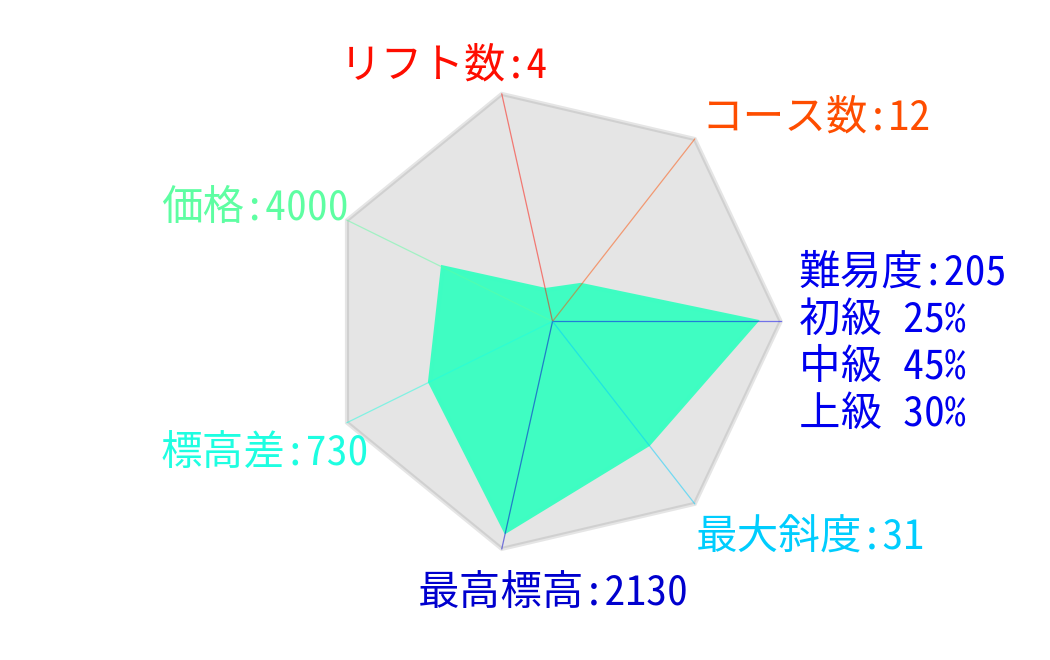 リフト数:4
コース数:12
価格:4000
難易度:205
初級 25%
中級 45%
上級 30%
標高差:730
最大斜度:31
最高標高:2130